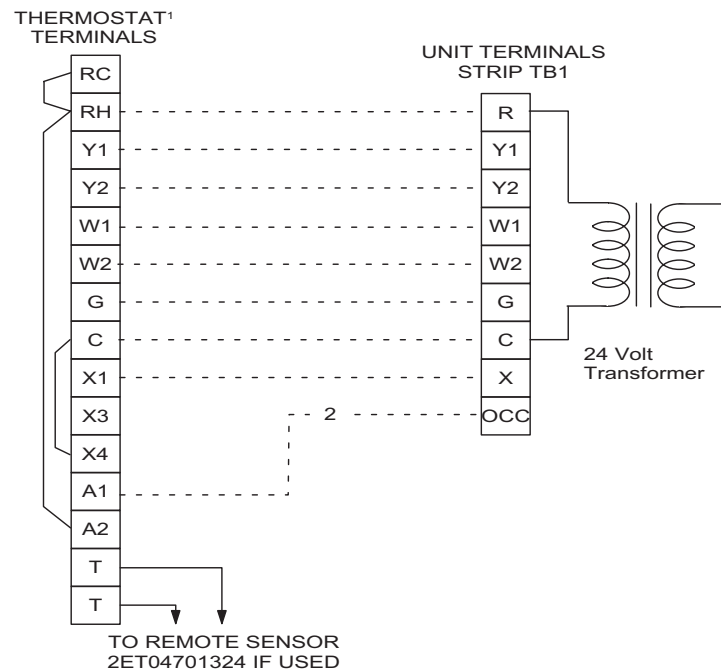 THERMOSTAT¹
TERMINALS
RC
RH
Y1
Y2
W1
W2
G
C
X1
X3
X4
A1
A2
T
T
TO REMOTE SENSOR
2ET04701324 IF USED
2
UNIT TERMINALS
STRIP TB1
R
Y1
Y2
W1
W2
G
C
X
OCC
24 Volt
Transformer